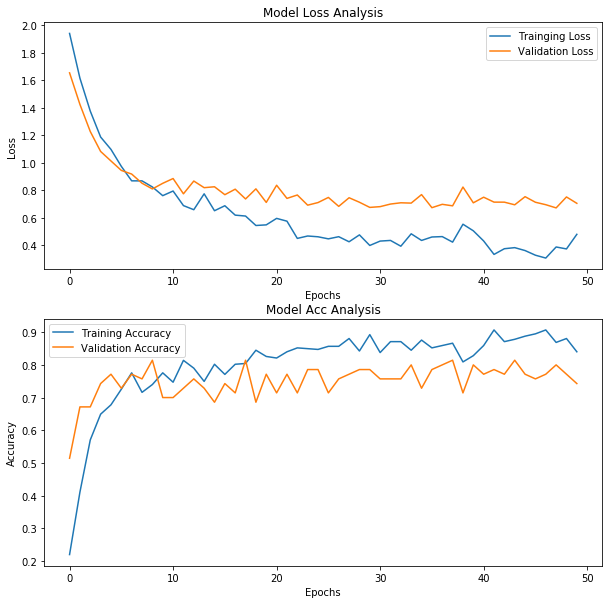 Model Loss Analysis
2.0
1.8
1.6
1.4
1.2
1.0
0.8
0.6
0.4
Loss
Trainging Loss
Validation Loss
0 10 20 30 40 50
Epochs
Model Acc Analysis
0.9
0.8
0.7
0.6
0.5
0.4
0.3
0.2
Accuracy
Training Accuracy
Validation Accuracy
0 10 20 30 40 50
Epochs